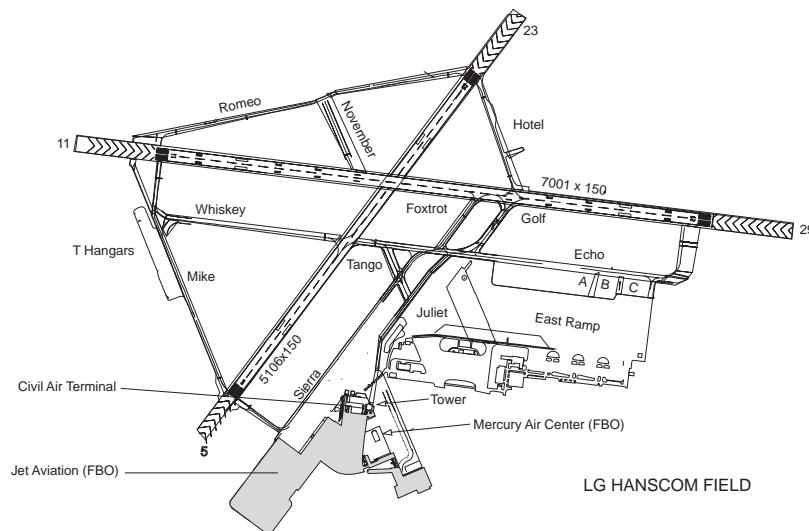 23
Romeo
November
Hotel
11
7001 x 150
Whiskey
Foxtrot
Golf
29
T Hangars
Tango
Echo
Mike
A
B
C
Juliet
East Ramp
5106x150
Sierra
Civil Air Terminal
Tower
Mercury Air Center (FBO)
5
Jet Aviation (FBO)
LG HANSCOM FIELD